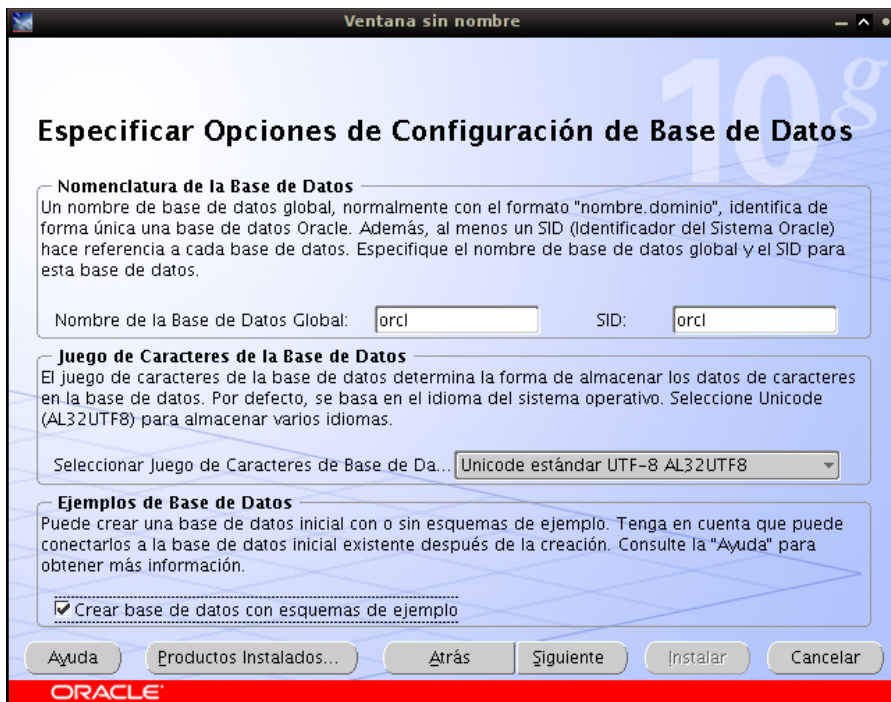 Ventana sin nombre
10g
Especificar Opciones de Configuración de Base de Datos
Nomenclatura de la Base de Datos
Un nombre de base de datos global, normalmente con el formato "nombre.dominio", identifica de
forma única una base de datos Oracle. Además, al menos un SID (Identificador del Sistema Oracle)
hace referencia a cada base de datos. Especifique el nombre de base de datos global y el SID para
esta base de datos.
Nombre de la Base de Datos Global: orcl SID: orcl
Juego de Caracteres de la Base de Datos
El juego de caracteres de la base de datos determina la forma de almacenar los datos de caracteres
en la base de datos. Por defecto, se basa en el idioma del sistema operativo. Seleccione Unicode
(AL32UTF8) para almacenar varios idiomas.
Seleccionar Juego de Caracteres de Base de Da... Unicode estándar UTF-8 AL32UTF8
Ejemplos de Base de Datos
Puede crear una base de datos inicial con o sin esquemas de ejemplo. Tenga en cuenta que puede
conectarlos a la base de datos inicial existente después de la creación. Consulte la "Ayuda" para
obtener más información.
Crear base de datos con esquemas de ejemplo
Ayuda Productos Instalados... Atrás Siguiente Instalar Cancelar
ORACLE